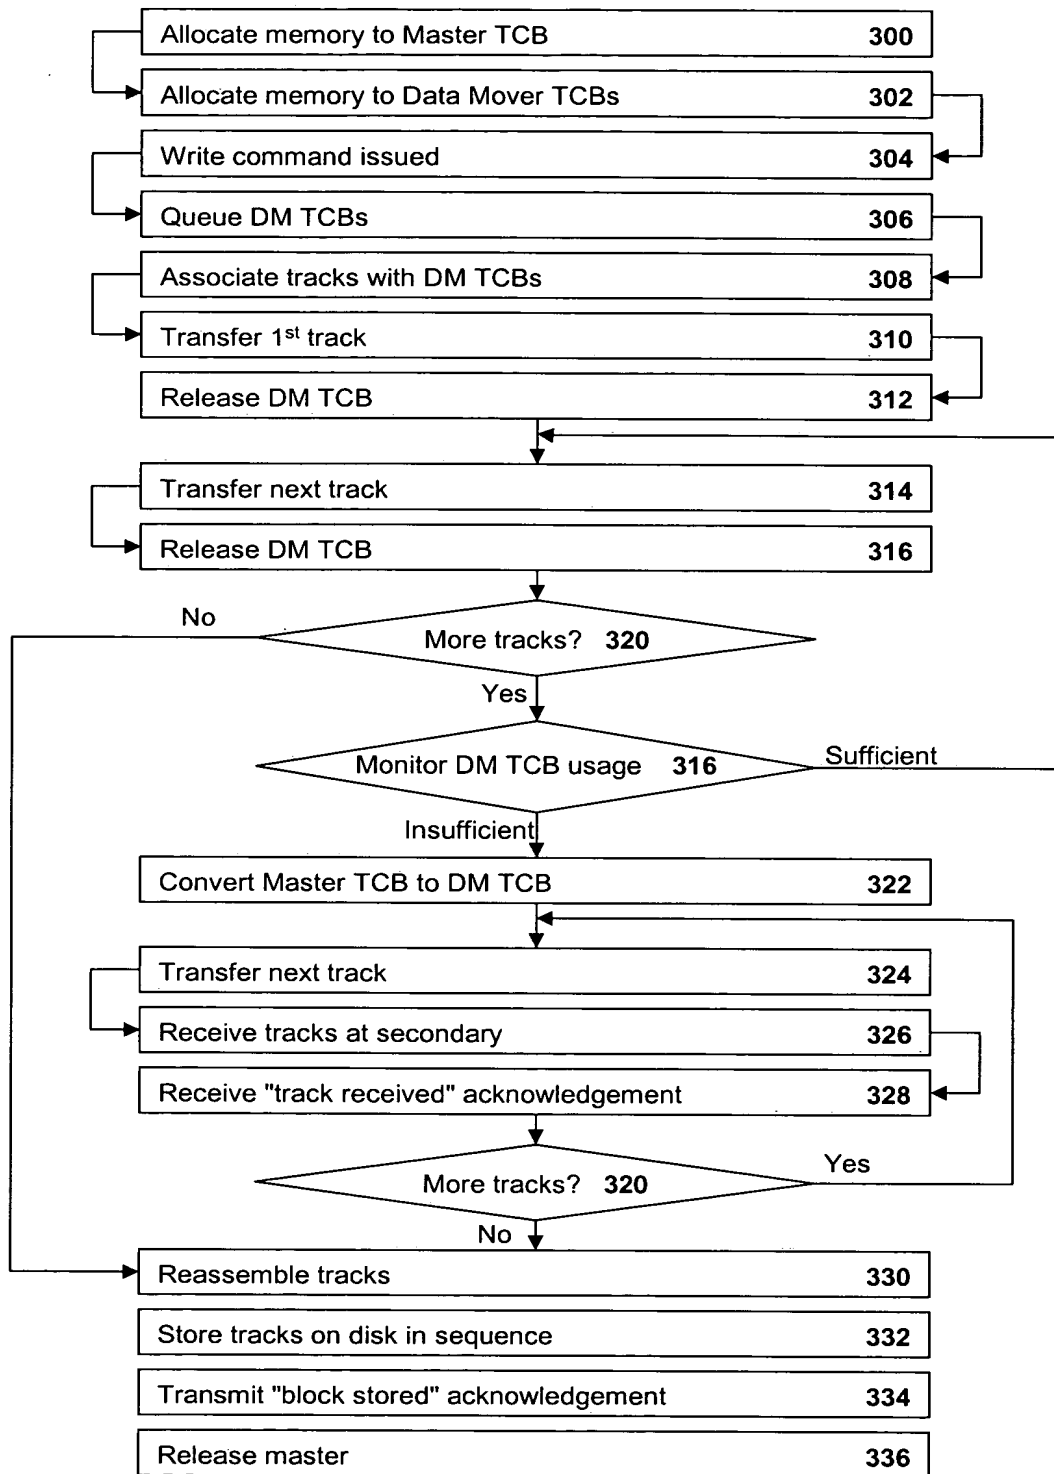 Allocate memory to Master TCB 300
Allocate memory to Data Mover TCBs 302
Write command issued 304
Queue DM TCBs 306
Associate tracks with DM TCBs 308
Transfer 1st track 310
Release DM TCB 312
Transfer next track 314
Release DM TCB 316
No
More tracks? 320
Yes
Monitor DM TCB usage 316
Sufficient
Insufficient
Convert Master TCB to DM TCB 322
Transfer next track 324
Receive tracks at secondary 326
Receive "track received" acknowledgement 328
More tracks? 320
Yes
No
Reassemble tracks 330
Store tracks on disk in sequence 332
Transmit "block stored" acknowledgement 334
Release master 336